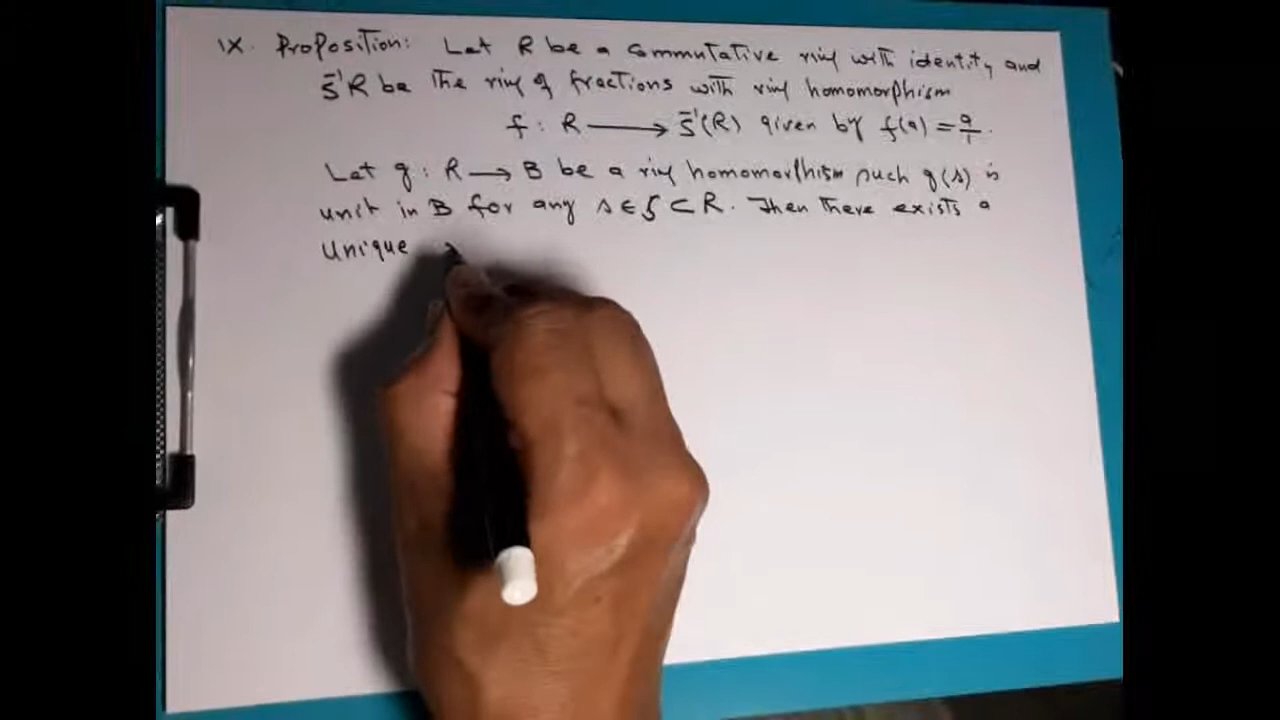 IX. Proposition: Let R be a commutative ring with identity and
S⁻¹R be the ring of fractions with ring homomorphism
f : R ⟶ S⁻¹(R) given by f(a) = a/1.
Let g : R → B be a ring homomorphism such g(s) is
unit in B for any s ∈ S ⊂ R. Then there exists a
unique